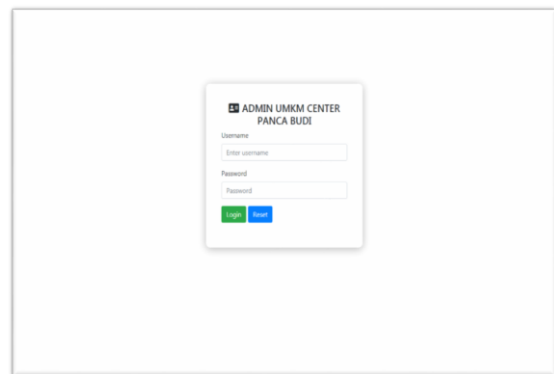 ADMIN UMKM CENTER
PANCA BUDI
Username
Enter username
Password
Password
Login Reset